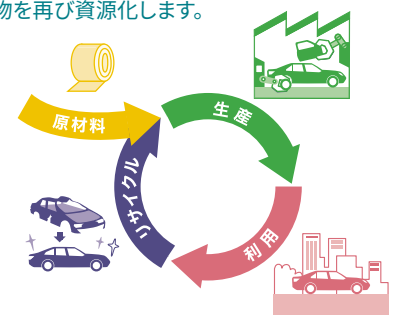 物を再び資源化します。
原材料
生産
利用
リサイクル